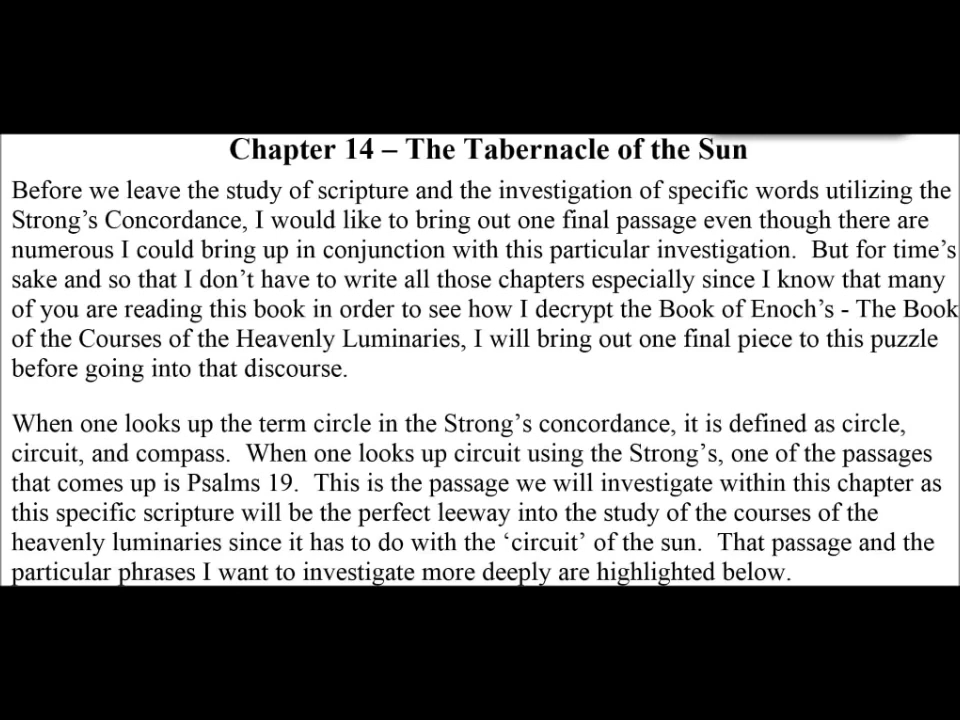 Chapter 14 – The Tabernacle of the Sun
Before we leave the study of scripture and the investigation of specific words utilizing the
Strong’s Concordance, I would like to bring out one final passage even though there are
numerous I could bring up in conjunction with this particular investigation.  But for time’s
sake and so that I don’t have to write all those chapters especially since I know that many
of you are reading this book in order to see how I decrypt the Book of Enoch’s - The Book
of the Courses of the Heavenly Luminaries, I will bring out one final piece to this puzzle
before going into that discourse.
When one looks up the term circle in the Strong’s concordance, it is defined as circle,
circuit, and compass.  When one looks up circuit using the Strong’s, one of the passages
that comes up is Psalms 19.  This is the passage we will investigate within this chapter as
this specific scripture will be the perfect leeway into the study of the courses of the
heavenly luminaries since it has to do with the ‘circuit’ of the sun.  That passage and the
particular phrases I want to investigate more deeply are highlighted below.